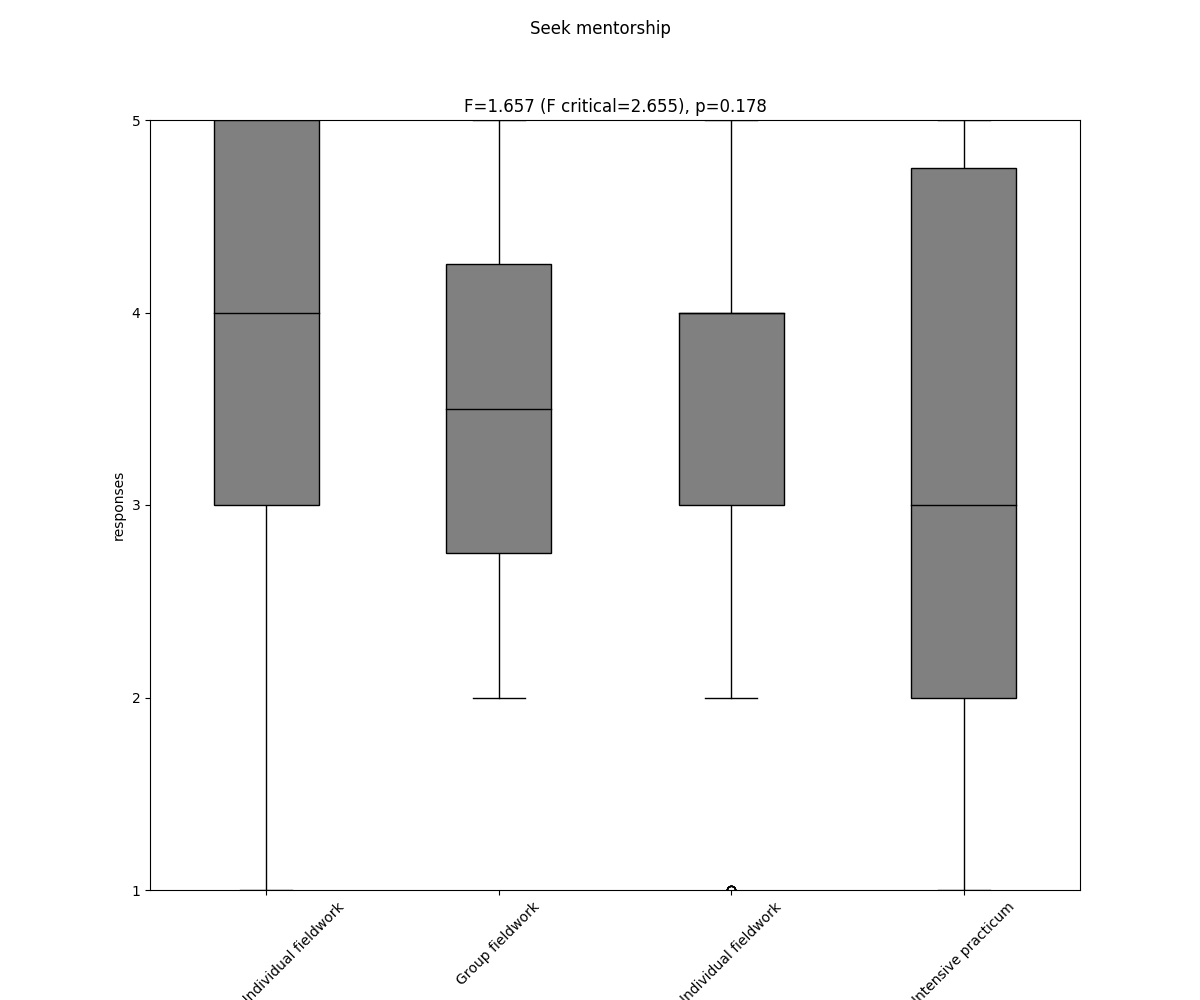 Seek mentorship
F=1.657 (F critical=2.655), p=0.178
5
4
3
2
1
responses
Individual fieldwork
Group fieldwork
Individual fieldwork
Intensive practicum